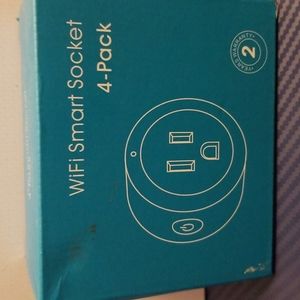 WiFi Smart Socket
4-Pack
2
YEARS WARRANTY